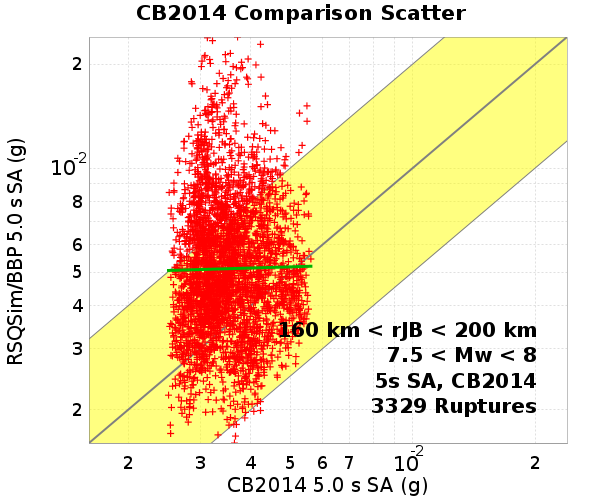 CB2014 Comparison Scatter
RSQSim/BBP 5.0 s SA (g)
2
10-2
8
6
5
4
3
2
160 km < rJB < 200 km
7.5 < Mw < 8
5s SA, CB2014
3329 Ruptures
2 3 4 5 6 7 10-2 2
CB2014 5.0 s SA (g)